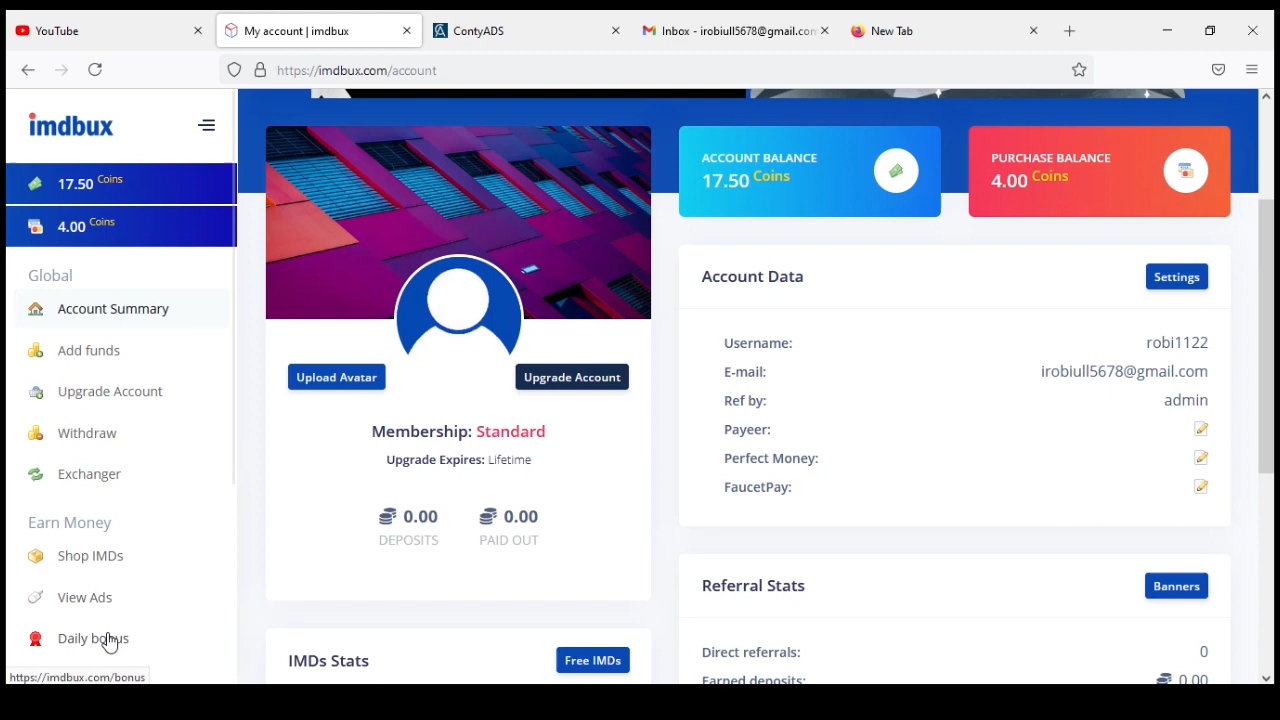 YouTube
My account | imdbux
ContyADS
Inbox - irobiull5678@gmail.com
New Tab
https://imdbux.com/account
imdbux
17.50 Coins
4.00 Coins
Global
Account Summary
Add funds
Upgrade Account
Withdraw
Exchanger
Earn Money
Shop IMDs
View Ads
Daily bonus
https://imdbux.com/bonus
Upload Avatar
Upgrade Account
Membership: Standard
Upgrade Expires: Lifetime
0.00 0.00
DEPOSITS PAID OUT
IMDs Stats
Free IMDs
ACCOUNT BALANCE
17.50 Coins
PURCHASE BALANCE
4.00 Coins
Account Data
Settings
Username: robi1122
E-mail: irobiull5678@gmail.com
Ref by: admin
Payeer:
Perfect Money:
FaucetPay:
Referral Stats
Banners
Direct referrals: 0
Earned deposits: 0.00